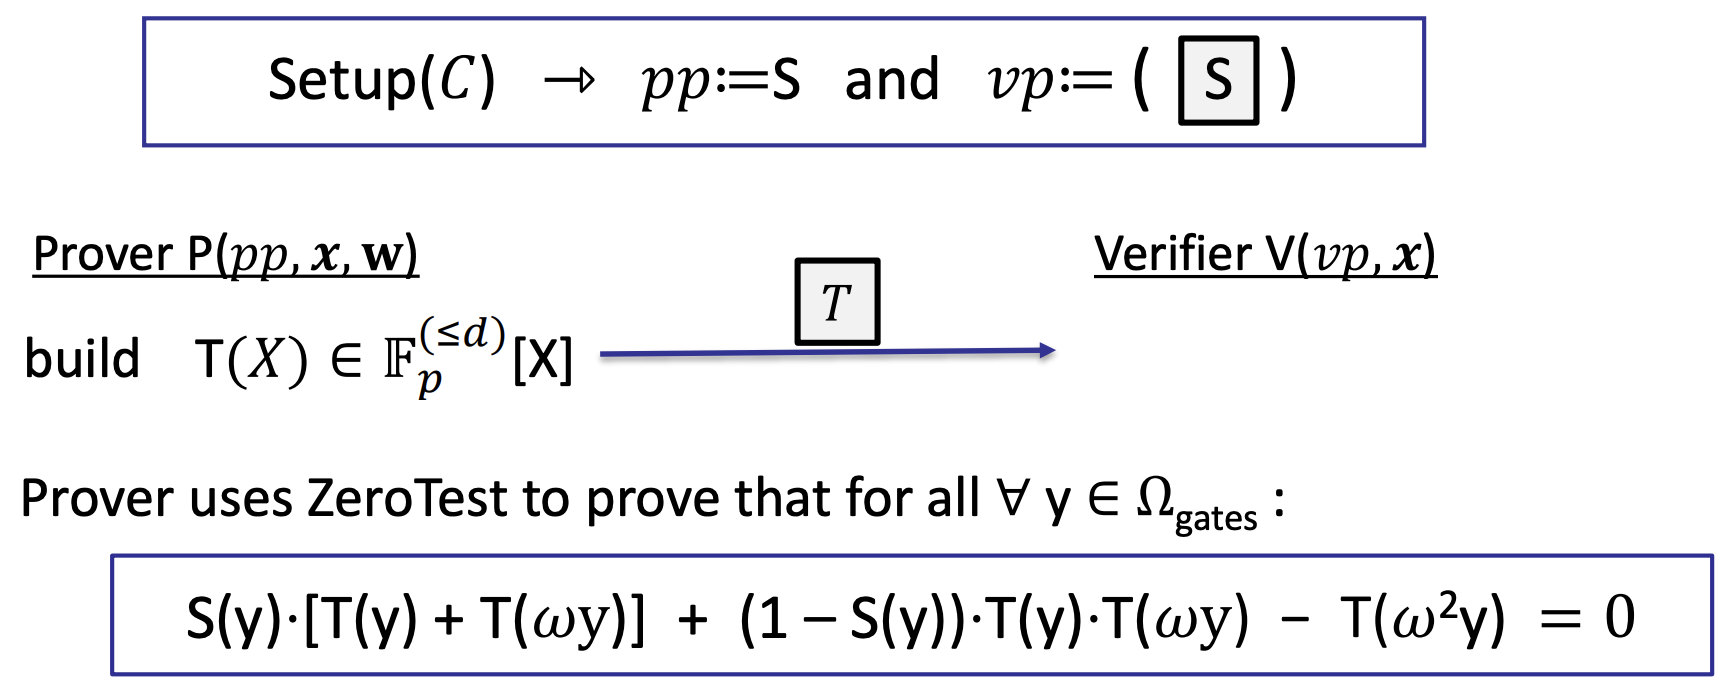 Setup(𝐶) → 𝑝𝑝:=S and 𝑣𝑝:= ( S )
Prover P(𝑝𝑝, 𝒙, 𝐰)
Verifier V(𝑣𝑝, 𝒙)
𝑇
build T(𝑋) ∈ 𝔽ₚ^(≤𝑑)[X]
Prover uses ZeroTest to prove that for all ∀ y ∈ Ω_gates :
S(y)·[T(y) + T(𝜔y)] + (1 – S(y))·T(y)·T(𝜔y) – T(𝜔²y) = 0